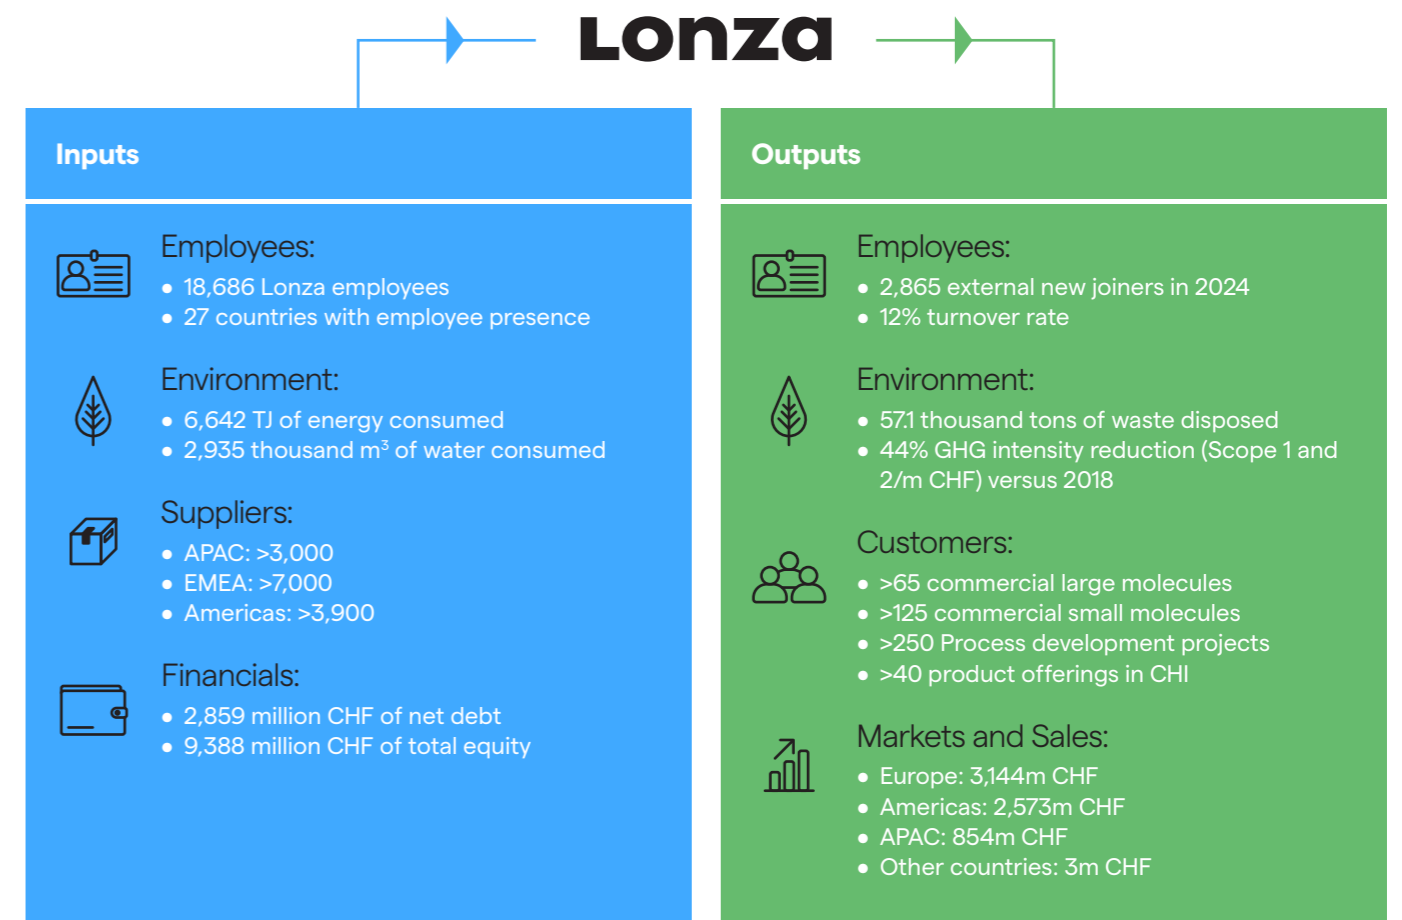 Lonza
Inputs
Employees:
• 18,686 Lonza employees
• 27 countries with employee presence
Environment:
• 6,642 TJ of energy consumed
• 2,935 thousand m³ of water consumed
Suppliers:
• APAC: >3,000
• EMEA: >7,000
• Americas: >3,900
Financials:
• 2,859 million CHF of net debt
• 9,388 million CHF of total equity
Outputs
Employees:
• 2,865 external new joiners in 2024
• 12% turnover rate
Environment:
• 57.1 thousand tons of waste disposed
• 44% GHG intensity reduction (Scope 1 and
2/m CHF) versus 2018
Customers:
• >65 commercial large molecules
• >125 commercial small molecules
• >250 Process development projects
• >40 product offerings in CHI
Markets and Sales:
• Europe: 3,144m CHF
• Americas: 2,573m CHF
• APAC: 854m CHF
• Other countries: 3m CHF